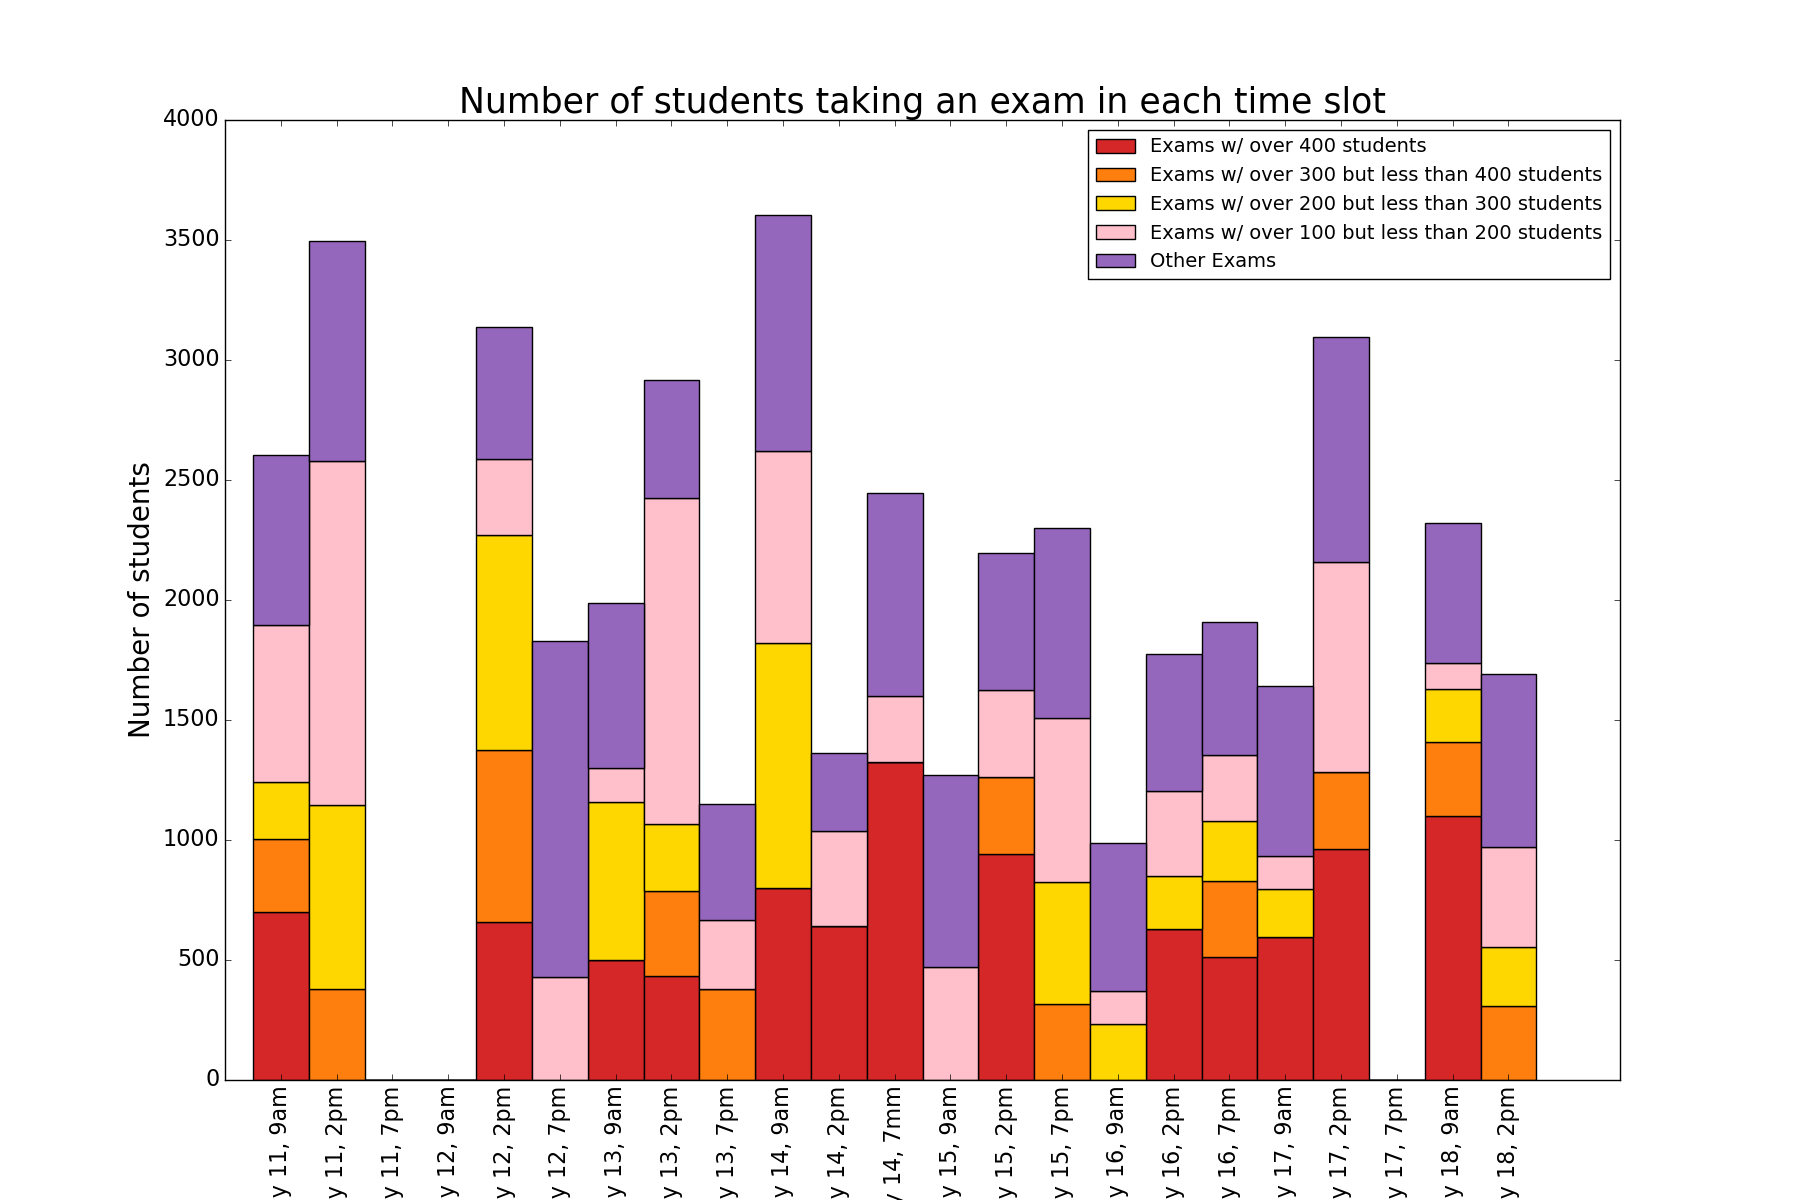 Number of students taking an exam in each time slot
4000
3500
3000
2500
2000
1500
1000
500
0
Number of students
Exams w/ over 400 students
Exams w/ over 300 but less than 400 students
Exams w/ over 200 but less than 300 students
Exams w/ over 100 but less than 200 students
Other Exams
y 11, 9am
y 11, 2pm
y 11, 7pm
y 12, 9am
y 12, 2pm
y 12, 7pm
y 13, 9am
y 13, 2pm
y 13, 7pm
y 14, 9am
y 14, 2pm
y 14, 7mm
y 15, 9am
y 15, 2pm
y 15, 7pm
y 16, 9am
y 16, 2pm
y 16, 7pm
y 17, 9am
y 17, 2pm
y 17, 7pm
y 18, 9am
y 18, 2pm